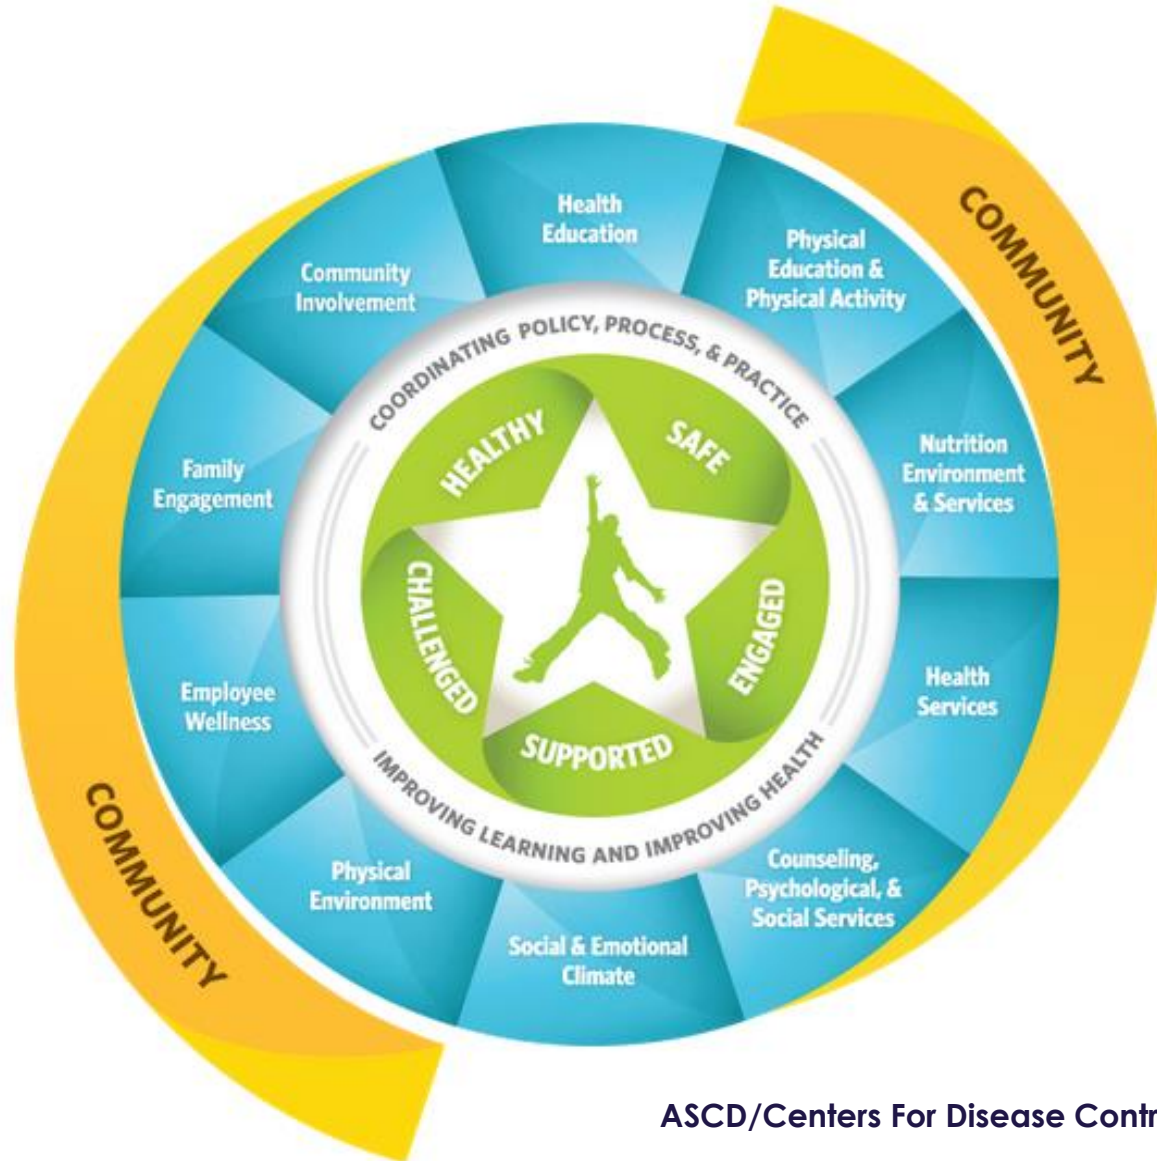 COMMUNITY
Health
Education
Physical
Education &
Physical Activity
Nutrition
Environment
& Services
Health
Services
Counseling,
Psychological, &
Social Services
Social & Emotional
Climate
Physical
Environment
Employee
Wellness
Family
Engagement
Community
Involvement
COORDINATING POLICY, PROCESS, & PRACTICE
IMPROVING LEARNING AND IMPROVING HEALTH
HEALTHY
SAFE
ENGAGED
SUPPORTED
CHALLENGED
COMMUNITY
ASCD/Centers For Disease Contr